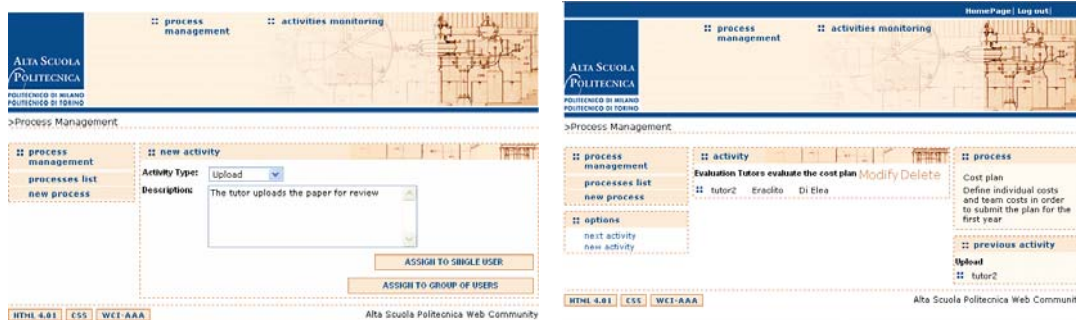 :: process
management
:: activities monitoring
ALTA SCUOLA
POLITECNICA
POLITECNICO DI MILANO
POLITECNICO DI TORINO
>Process Management
:: process
management
processes list
new process
:: new activity
Activity Type: Upload
Description: The tutor uploads the paper for review
ASSIGN TO SINGLE USER
ASSIGN TO GROUP OF USERS
HTML 4.01 CSS WCI-AAA
Alta Scuola Politecnica Web Community
HomePage| Log out|
:: process
management
:: activities monitoring
ALTA SCUOLA
POLITECNICA
POLITECNICO DI MILANO
POLITECNICO DI TORINO
>Process Management
:: process
management
processes list
new process
:: options
next activity
new activity
:: activity
Evaluation Tutors evaluate the cost plan Modify Delete
:: tutor2 Eraclito Di Elea
:: process
Cost plan
Define individual costs
and team costs in order
to submit the plan for the
first year
:: previous activity
Upload
:: tutor2
HTML 4.01 CSS WCI-AAA
Alta Scuola Politecnica Web Communit